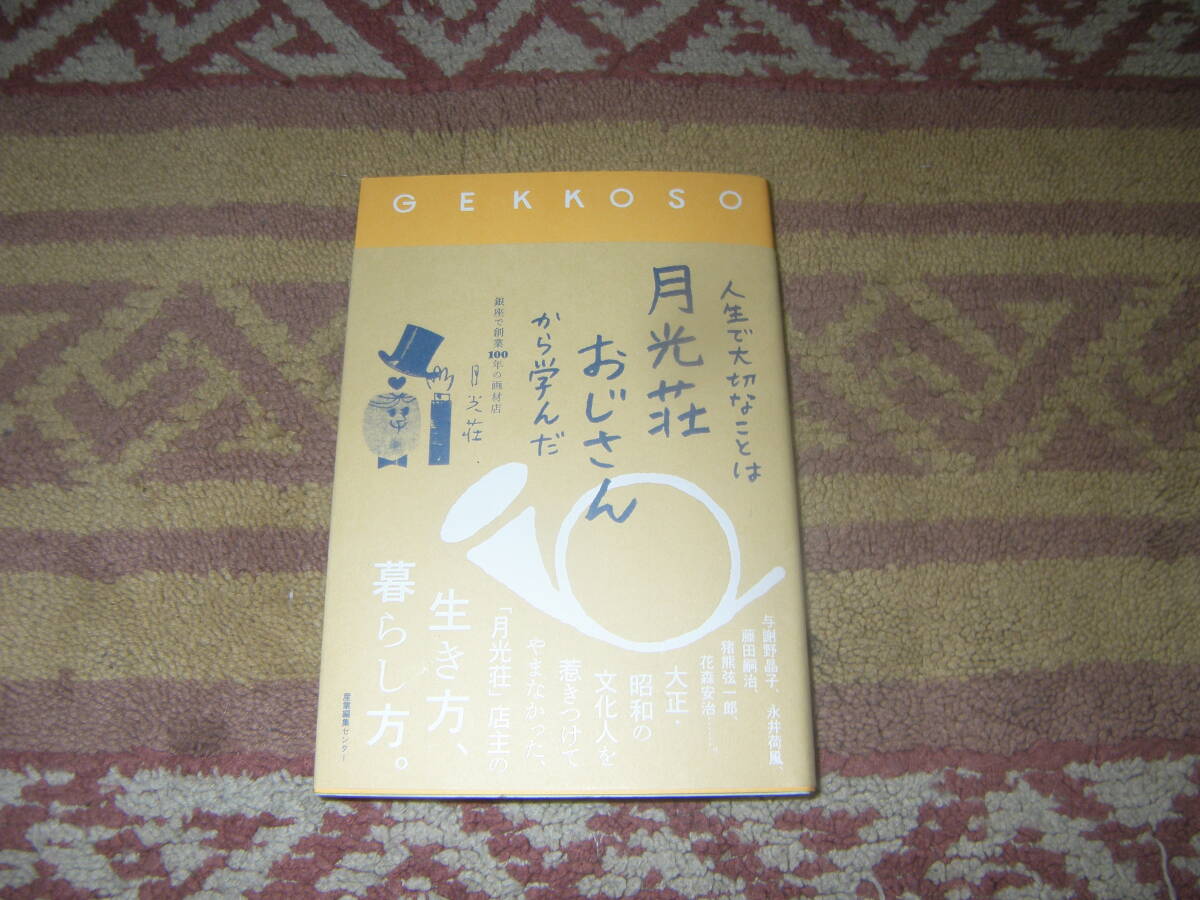 GEKKOSO
人生で大切なことは
月光荘
おじさん
から学んだ
銀座で創業100年の画材店
月光荘.
与謝野晶子、永井荷風、
藤田嗣治、
猪熊弦一郎、
花森安治……。
大正・
昭和の
文化人を
惹きつけて
やまなかった、
「月光荘」店主の
生き方、
暮らし方。
産業編集センター